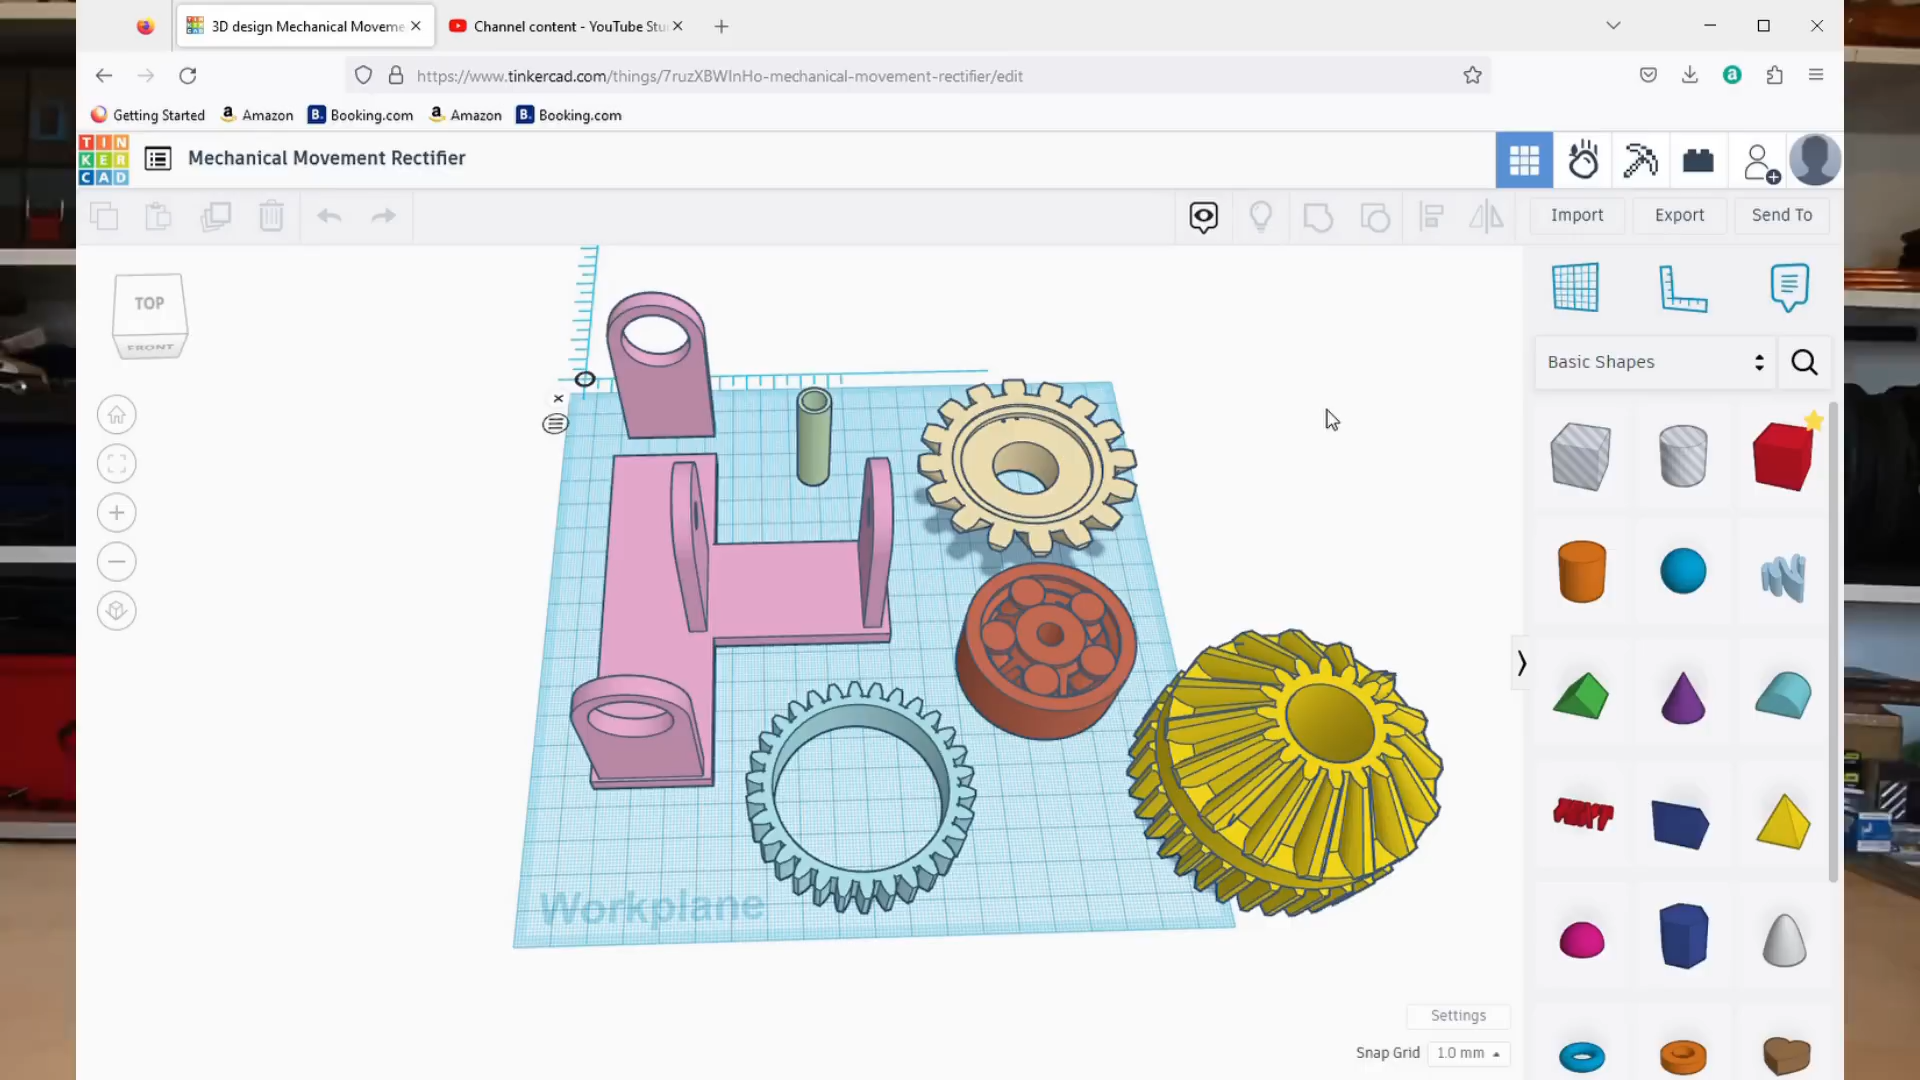 3D design Mechanical Moveme
Channel content - YouTube Stu
https://www.tinkercad.com/things/7ruzXBWInHo-mechanical-movement-rectifier/edit
Getting Started
a Amazon
B. Booking.com
a Amazon
B. Booking.com
TIN
KER
CAD
Mechanical Movement Rectifier
Import
Export
Send To
TOP
FRONT
Basic Shapes
TEXT
Workplane
Settings
Snap Grid
1.0 mm